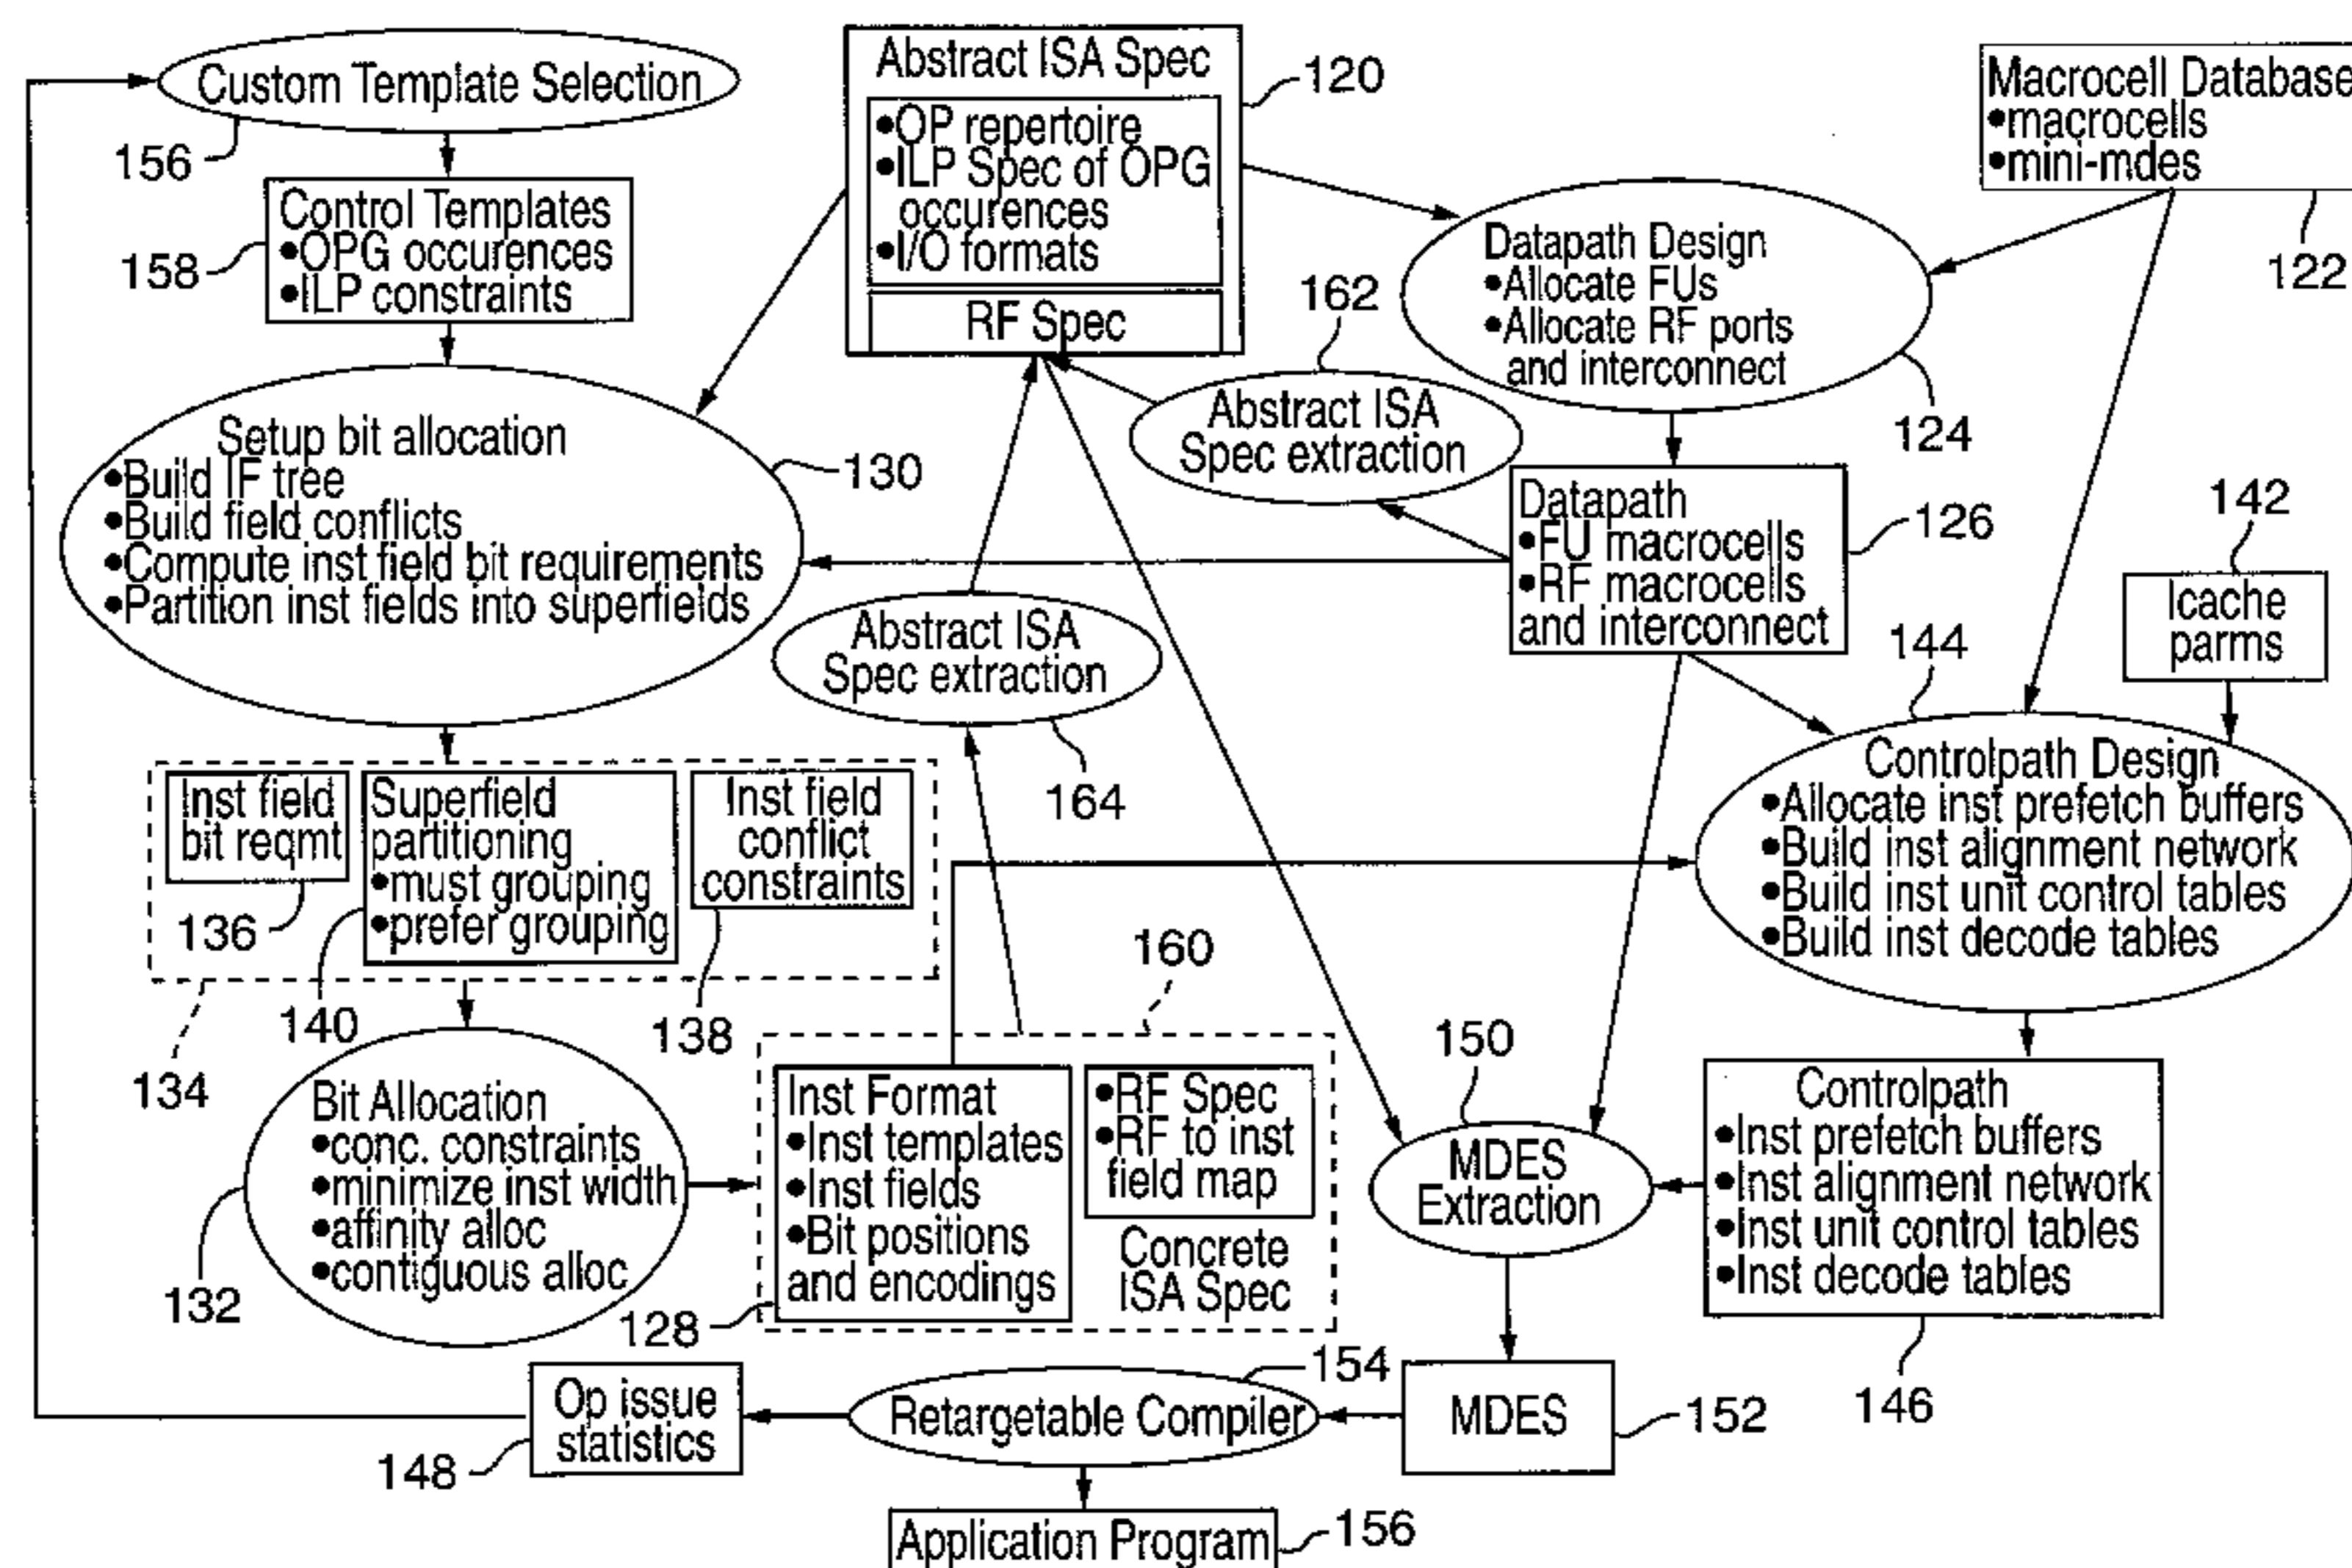 Custom Template Selection
156
Control Templates
•OPG occurences
•ILP constraints
158
Abstract ISA Spec
•OP repertoire
•ILP Spec of OPG
occurences
•I/O formats
RF Spec
120
Macrocell Database
•macrocells
•mini-mdes
122
Datapath Design
•Allocate FUs
•Allocate RF ports
and interconnect
124
162
Abstract ISA
Spec extraction
Setup bit allocation
•Build IF tree
•Build field conflicts
•Compute inst field bit requirements
•Partition inst fields into superfields
130
Datapath
•FU macrocells
•RF macrocells
and interconnect
126
142
Icache
parms
Abstract ISA
Spec extraction
164
144
Controlpath Design
•Allocate inst prefetch buffers
•Build inst alignment network
•Build inst unit control tables
•Build inst decode tables
Inst field
bit reqmt
136
Superfield
partitioning
•must grouping
•prefer grouping
140
Inst field
conflict
constraints
138
134
160
Bit Allocation
•conc. constraints
•minimize inst width
•affinity alloc
•contiguous alloc
132
Inst Format
•Inst templates
•Inst fields
•Bit positions
and encodings
128
•RF Spec
•RF to inst
field map
Concrete
ISA Spec
150
MDES
Extraction
Controlpath
•Inst prefetch buffers
•Inst alignment network
•Inst unit control tables
•Inst decode tables
146
Op issue
statistics
148
Retargetable Compiler
154
MDES
152
Application Program
156